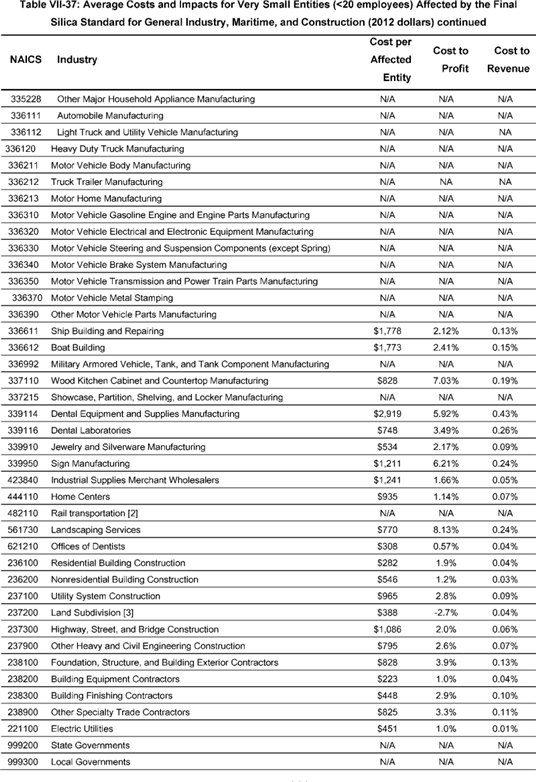 Table VII-37: Average Costs and Impacts for Very Small Entities (<20 employees) Affected by the Final
Silica Standard for General Industry, Maritime, and Construction (2012 dollars) continued
NAICS Industry Cost per Affected Entity Cost to Profit Cost to Revenue
335228 Other Major Household Appliance Manufacturing N/A N/A N/A
336111 Automobile Manufacturing N/A N/A N/A
336112 Light Truck and Utility Vehicle Manufacturing N/A N/A NA
336120 Heavy Duty Truck Manufacturing N/A N/A N/A
336211 Motor Vehicle Body Manufacturing N/A N/A N/A
336212 Truck Trailer Manufacturing N/A NA NA
336213 Motor Home Manufacturing N/A N/A N/A
336310 Motor Vehicle Gasoline Engine and Engine Parts Manufacturing N/A N/A N/A
336320 Motor Vehicle Electrical and Electronic Equipment Manufacturing N/A N/A N/A
336330 Motor Vehicle Steering and Suspension Components (except Spring) N/A N/A N/A
336340 Motor Vehicle Brake System Manufacturing N/A N/A N/A
336350 Motor Vehicle Transmission and Power Train Parts Manufacturing N/A N/A N/A
336370 Motor Vehicle Metal Stamping N/A N/A N/A
336390 Other Motor Vehicle Parts Manufacturing N/A N/A N/A
336611 Ship Building and Repairing $1,778 2.12% 0.13%
336612 Boat Building $1,773 2.41% 0.15%
336992 Military Armored Vehicle, Tank, and Tank Component Manufacturing N/A N/A N/A
337110 Wood Kitchen Cabinet and Countertop Manufacturing $828 7.03% 0.19%
337215 Showcase, Partition, Shelving, and Locker Manufacturing N/A N/A N/A
339114 Dental Equipment and Supplies Manufacturing $2,919 5.92% 0.43%
339116 Dental Laboratories $748 3.49% 0.26%
339910 Jewelry and Silverware Manufacturing $534 2.17% 0.09%
339950 Sign Manufacturing $1,211 6.21% 0.24%
423840 Industrial Supplies Merchant Wholesalers $1,241 1.66% 0.05%
444110 Home Centers $935 1.14% 0.07%
482110 Rail transportation [2] N/A N/A N/A
561730 Landscaping Services $770 8.13% 0.24%
621210 Offices of Dentists $308 0.57% 0.04%
236100 Residential Building Construction $282 1.9% 0.04%
236200 Nonresidential Building Construction $546 1.2% 0.03%
237100 Utility System Construction $965 2.8% 0.09%
237200 Land Subdivision [3] $388 -2.7% 0.04%
237300 Highway, Street, and Bridge Construction $1,086 2.0% 0.06%
237900 Other Heavy and Civil Engineering Construction $795 2.6% 0.07%
238100 Foundation, Structure, and Building Exterior Contractors $828 3.9% 0.13%
238200 Building Equipment Contractors $223 1.0% 0.04%
238300 Building Finishing Contractors $448 2.9% 0.10%
238900 Other Specialty Trade Contractors $825 3.3% 0.11%
221100 Electric Utilities $451 1.0% 0.01%
999200 State Governments N/A N/A N/A
999300 Local Governments N/A N/A N/A